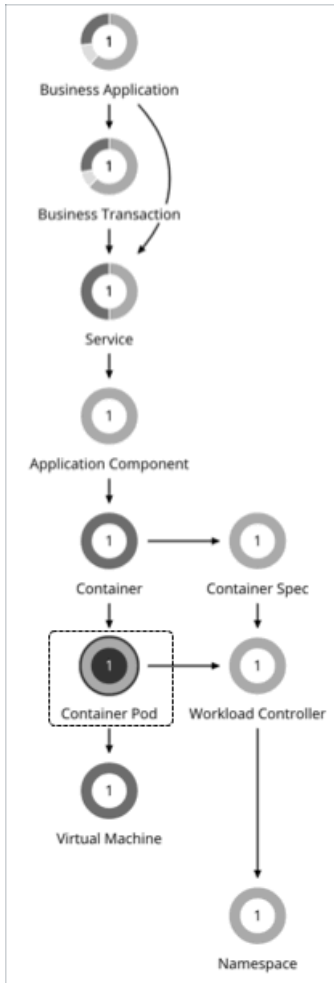 1
Business Application
1
Business Transaction
1
Service
1
Application Component
1
1
Container
Container Spec
1
1
Container Pod
Workload Controller
1
Virtual Machine
1
Namespace